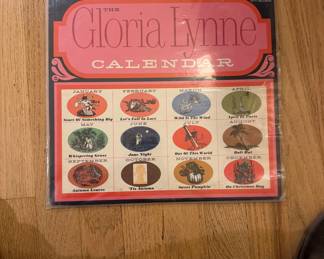 THE
Gloria Lynne
CALENDAR
JANUARY FEBRUARY MARCH APRIL
Start Of Something Big Let's Fall In Love Wild Is The Wind April In Paris
MAY JUNE JULY AUGUST
Whispering Grass June Night Out Of This World
SEPTEMBER OCTOBER NOVEMBER DECEMBER
Autumn Leaves 'Tis Autumn Sweet Pumpkin On Christmas Day